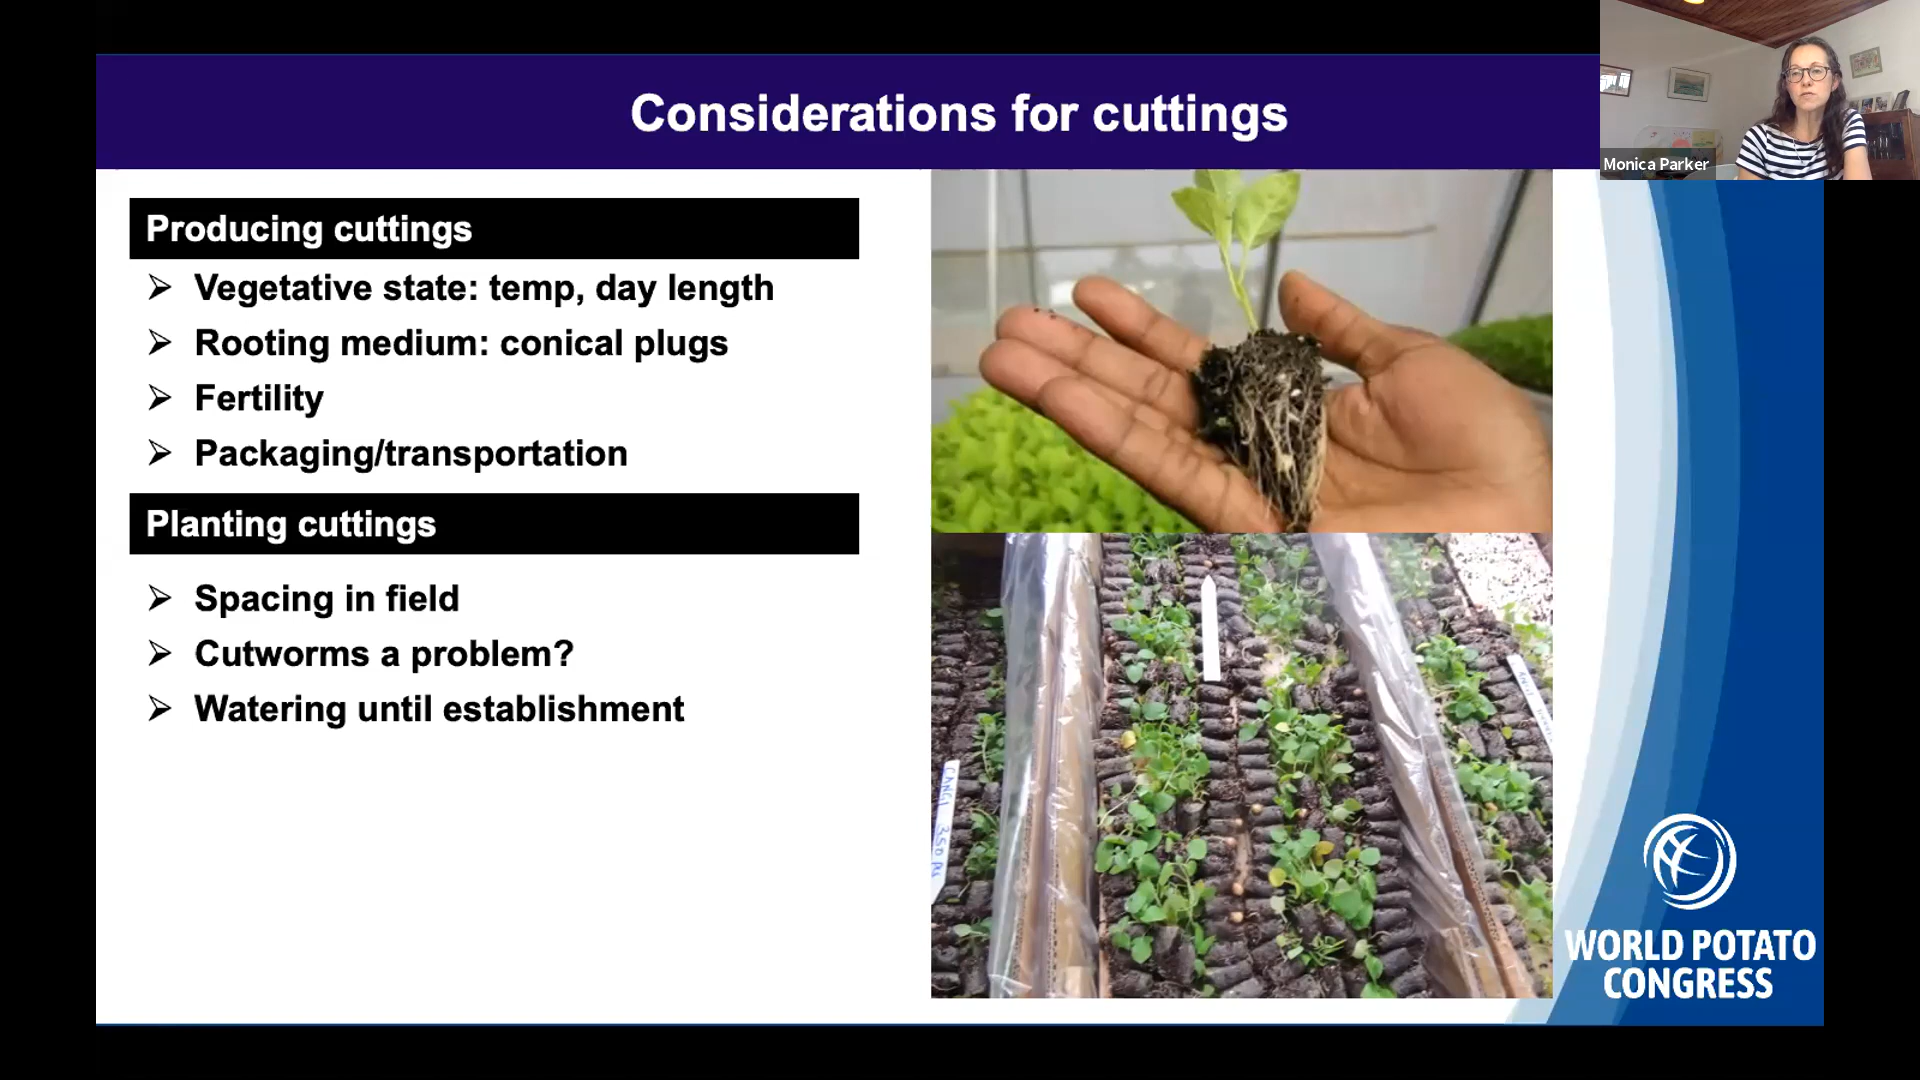 Considerations for cuttings
Monica Parker
Producing cuttings
Vegetative state: temp, day length
Rooting medium: conical plugs
Fertility
Packaging/transportation
Planting cuttings
Spacing in field
Cutworms a problem?
Watering until establishment
WORLD POTATO
CONGRESS